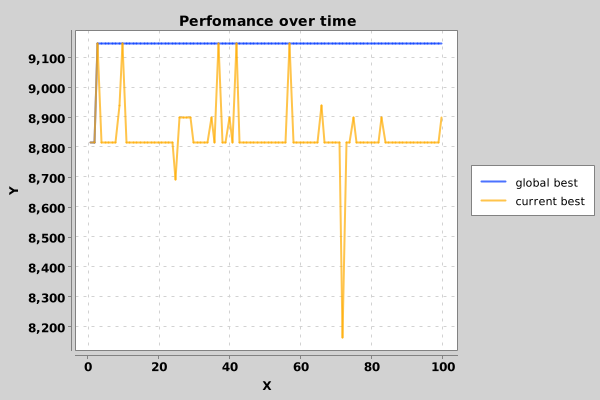 Perfomance over time
9,100
9,000
8,900
8,800
8,700
8,600
8,500
8,400
8,300
8,200
Y
0 20 40 60 80 100
X
global best
current best